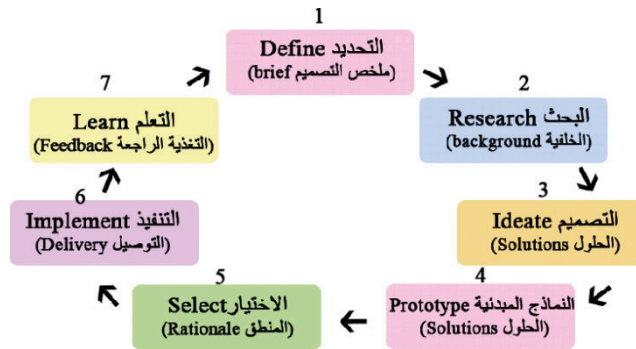 1
التحديد Define
(ملخص التصميم brief)
2
البحث Research
(الخلفية background)
3
التصميم Ideate
(الحلول Solutions)
4
النماذج المبدئية Prototype
(الحلول Solutions)
5
الاختيار Select
(المنطق Rationale)
6
التنفيذ Implement
(التوصيل Delivery)
7
التعلم Learn
(التغذية الراجعة Feedback)